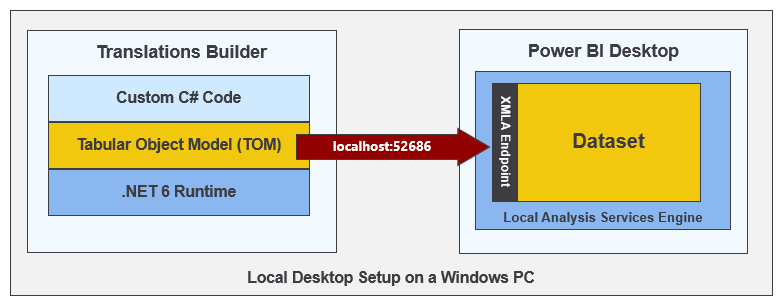 Translations Builder
Custom C# Code
Tabular Object Model (TOM)
.NET 6 Runtime
localhost:52686
Power BI Desktop
XMLA Endpoint
Dataset
Local Analysis Services Engine
Local Desktop Setup on a Windows PC